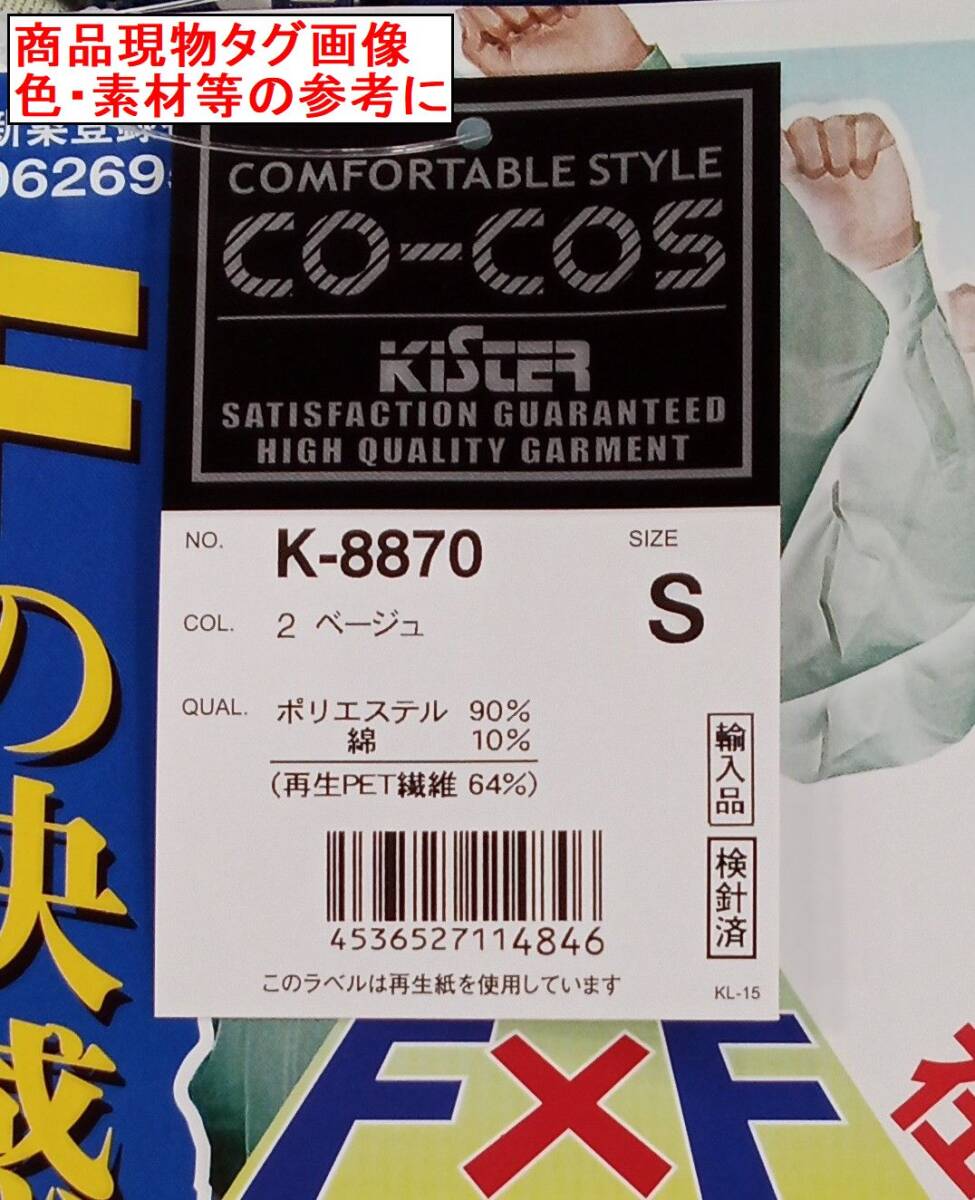 商品現物タグ画像
色・素材等の参考に
06269
COMFORTABLE STYLE
CO-COS
KISTER
SATISFACTION GUARANTEED
HIGH QUALITY GARMENT
NO. K-8870
SIZE
S
COL. 2 ベージュ
QUAL. ポリエステル 90%
綿 10%
(再生PET繊維 64%)
輸入品
検針済
4536527114846
このラベルは再生紙を使用しています
KL-15
の快感
F×F